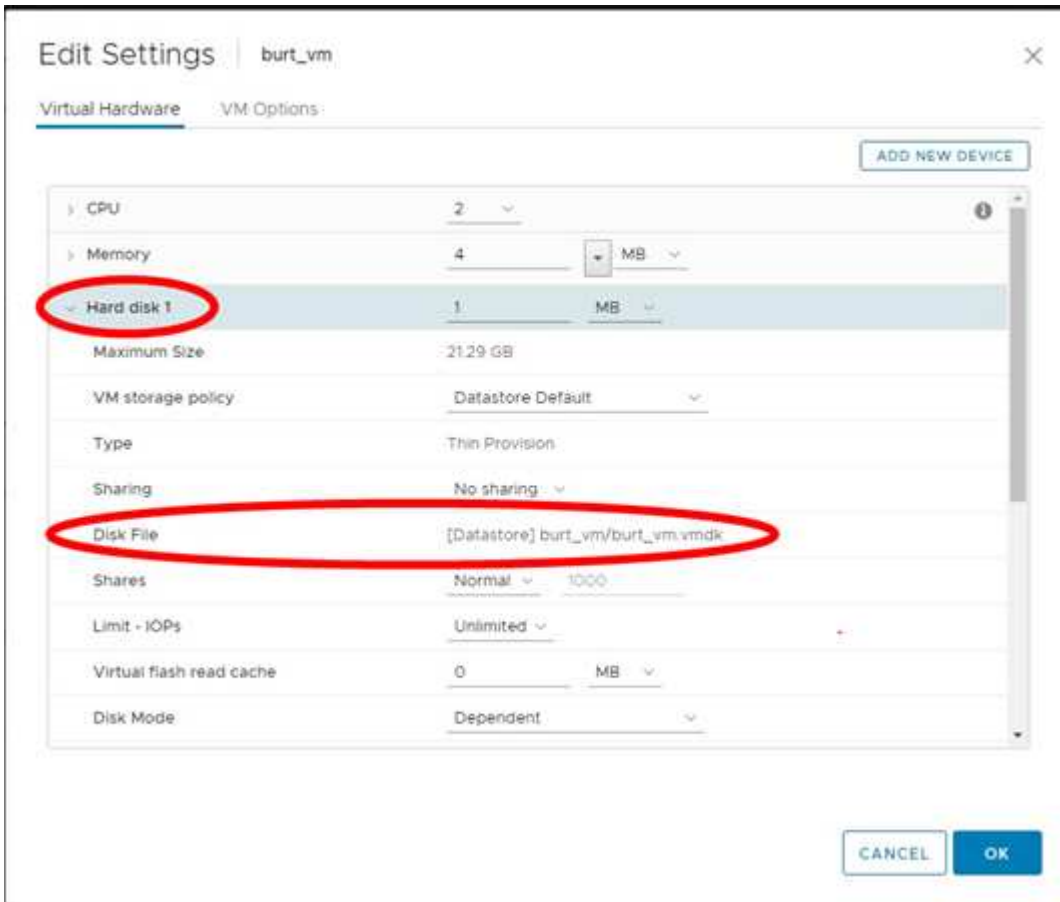 Edit Settings burt_vm
Virtual Hardware VM Options
ADD NEW DEVICE
CPU 2
Memory 4 MB
Hard disk 1 1 MB
Maximum Size 21.29 GB
VM storage policy Datastore Default
Type Thin Provision
Sharing No sharing
Disk File [Datastore] burt_vm/burt_vm.vmdk
Shares Normal 1000
Limit - IOPs Unlimited
Virtual flash read cache 0 MB
Disk Mode Dependent
CANCEL OK